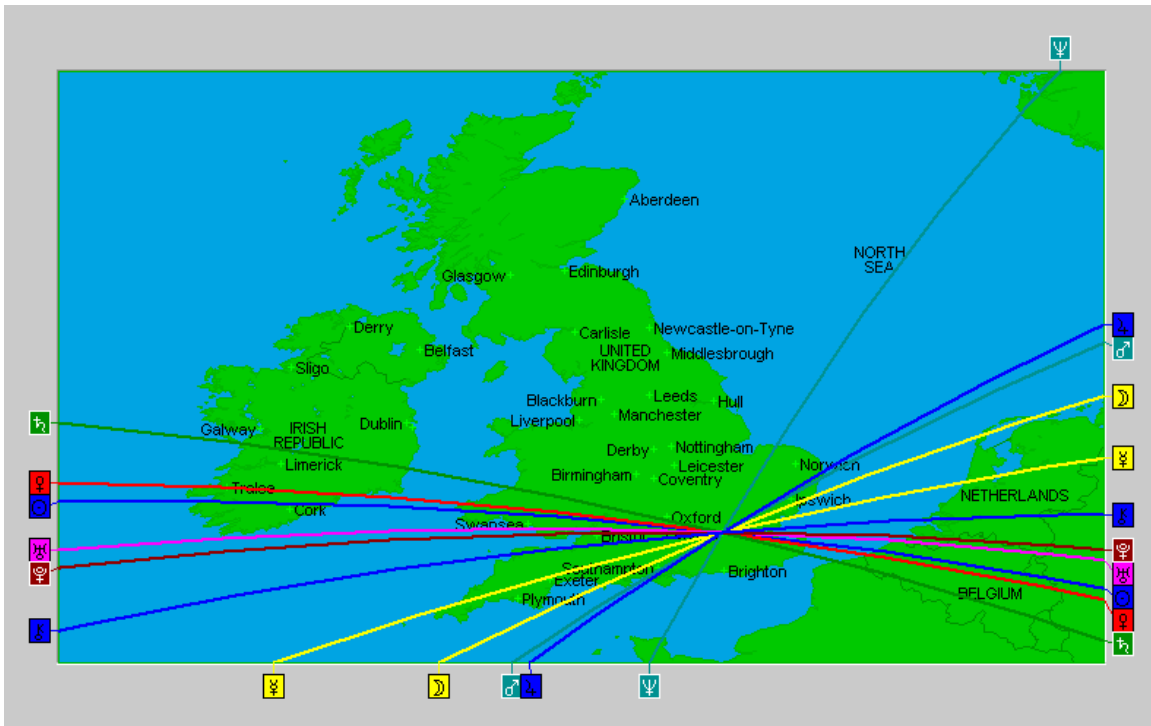 ♆
Aberdeen
NORTH
SEA
Glasgow
Edinburgh
Derry
Carlisle
Newcastle-on-Tyne
♃
Belfast
UNITED
KINGDOM
Middlesbrough
♂
Sligo
Blackburn
Leeds
Hull
☽
♄
Galway
IRISH
REPUBLIC
Dublin
Liverpool
Manchester
Derby
Nottingham
☿
Limerick
Birmingham
Leicester
Coventry
Norwich
♀
Tralee
Ipswich
NETHERLANDS
☉
Cork
Swansea
Oxford
⚷
Bristol
♅
Southampton
Exeter
Brighton
Plymouth
BELGIUM
♅
☉
♀
⚷
♄
☿
☽
♂
♃
♆